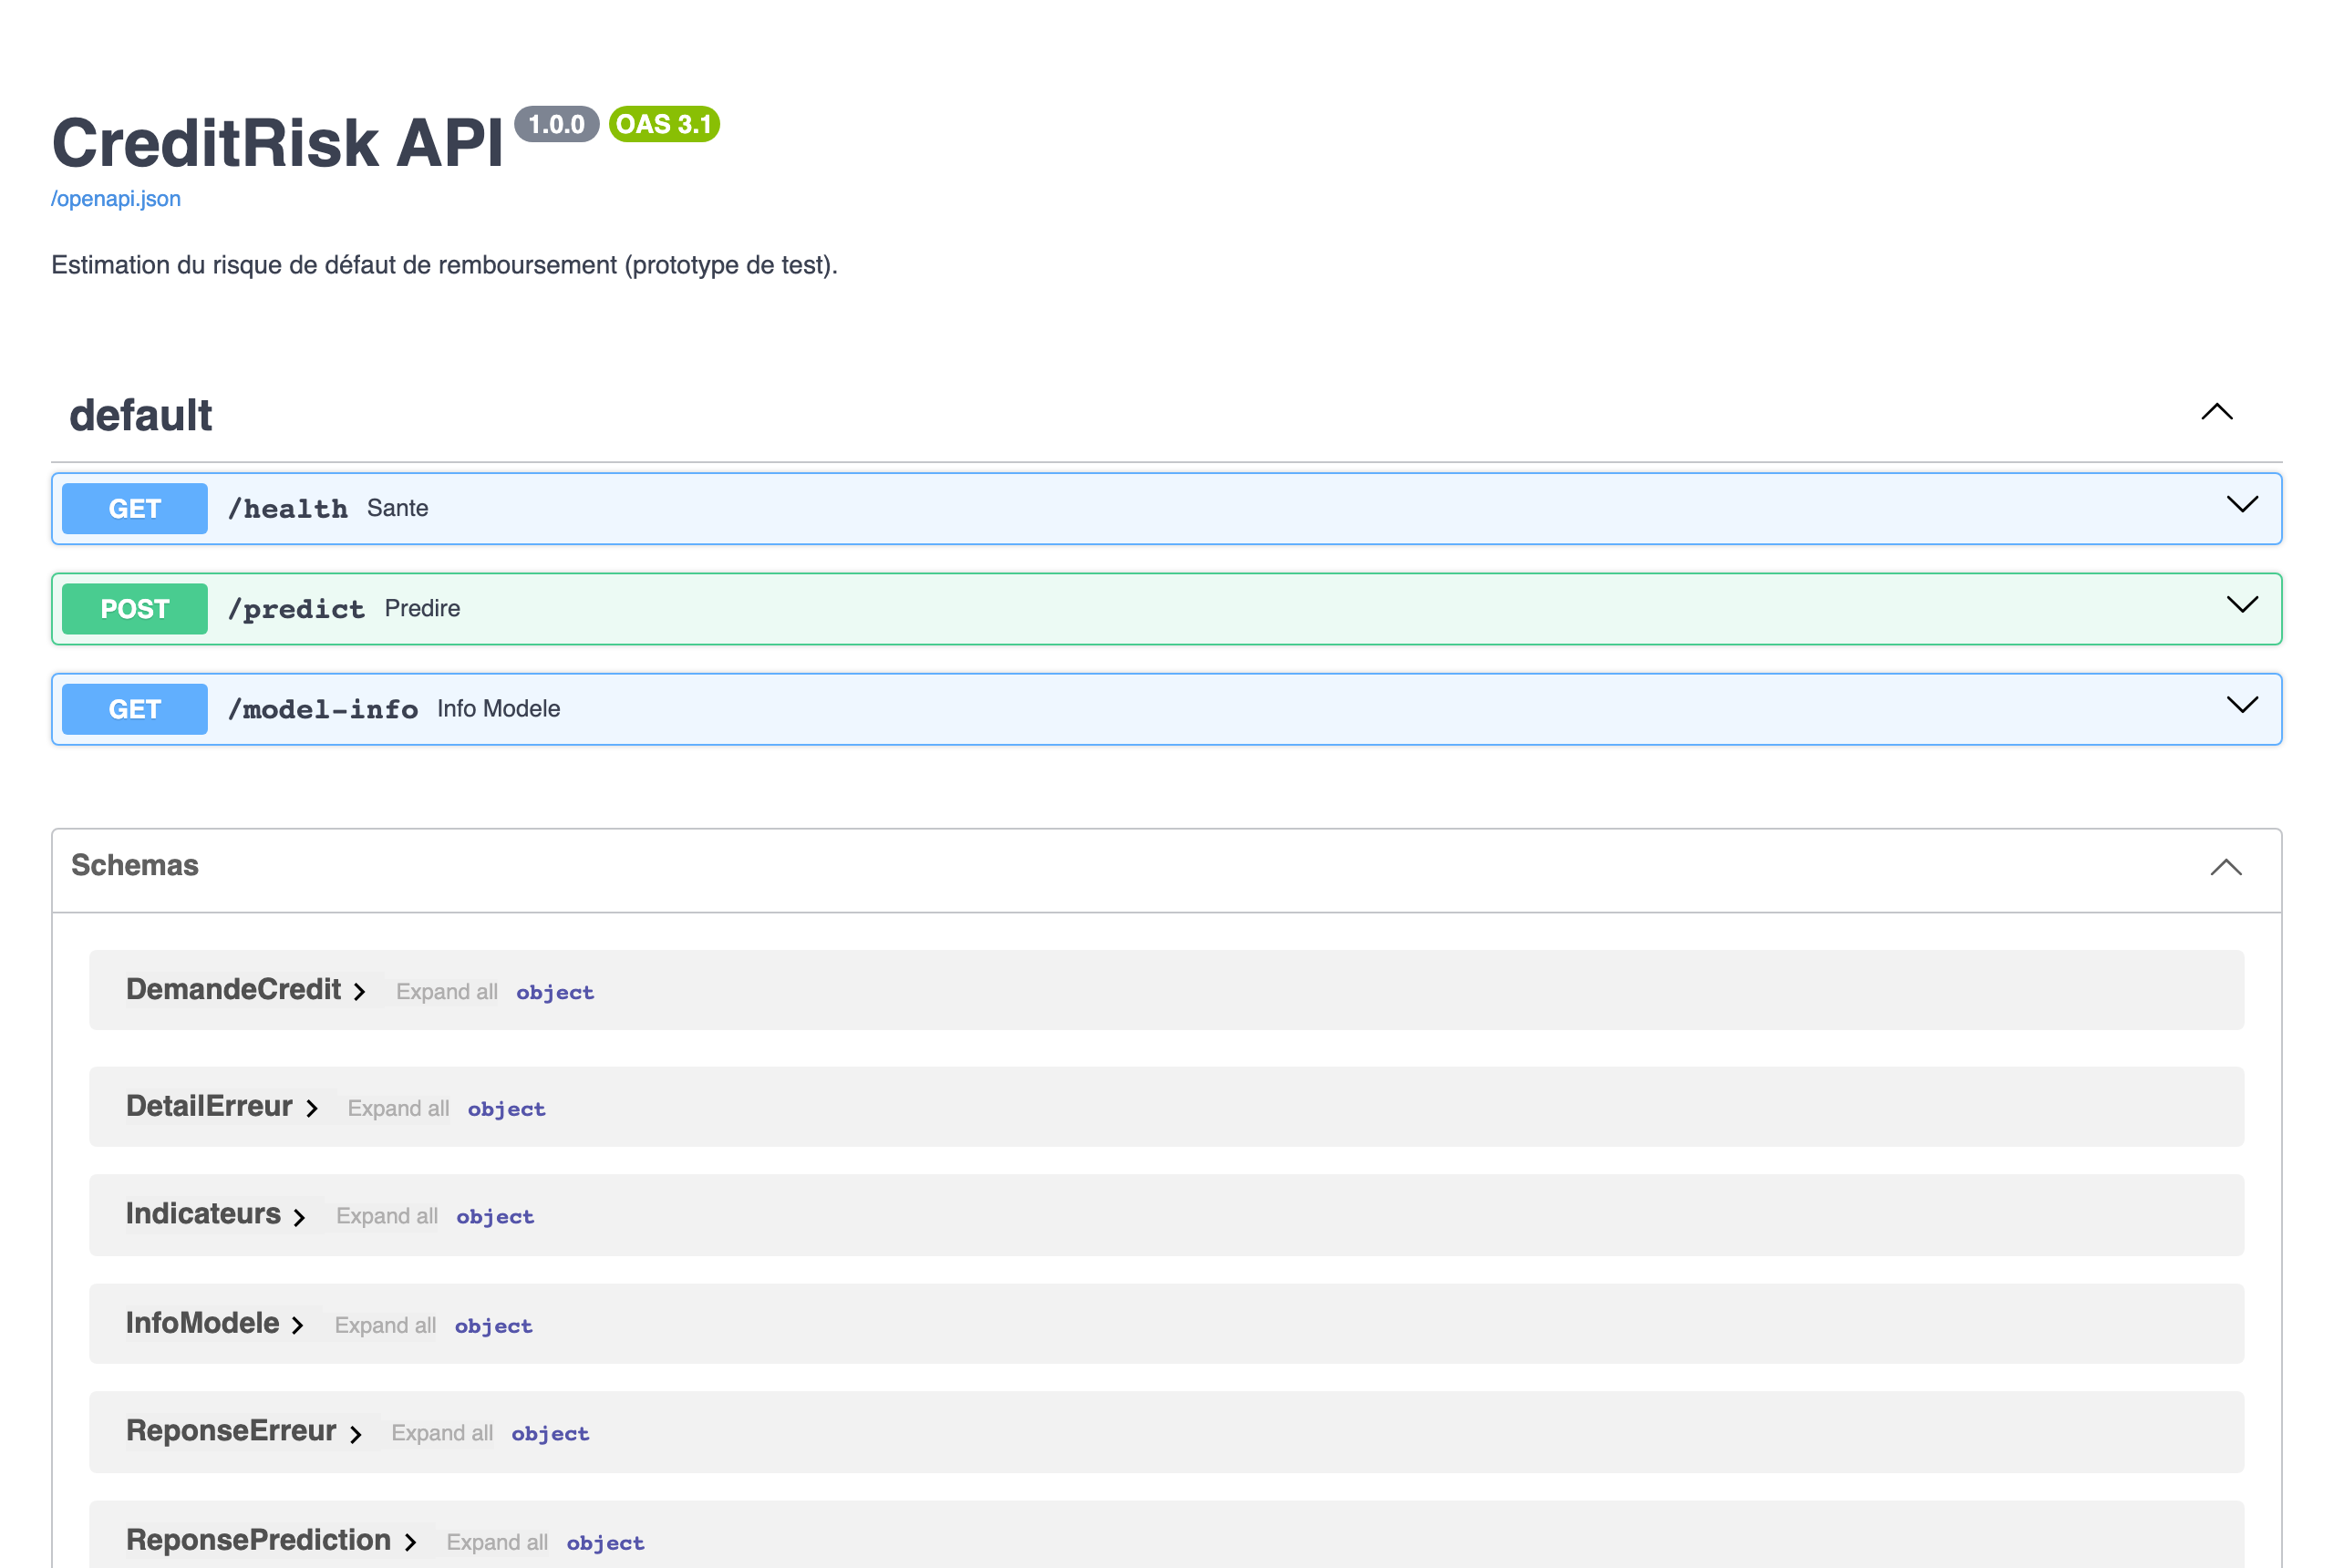 CreditRisk API 1.0.0 OAS 3.1
/openapi.json
Estimation du risque de défaut de remboursement (prototype de test).
default
GET /health Sante
POST /predict Predire
GET /model-info Info Modele
Schemas
DemandeCredit Expand all object
DetailErreur Expand all object
Indicateurs Expand all object
InfoModele Expand all object
ReponseErreur Expand all object
ReponsePrediction Expand all object